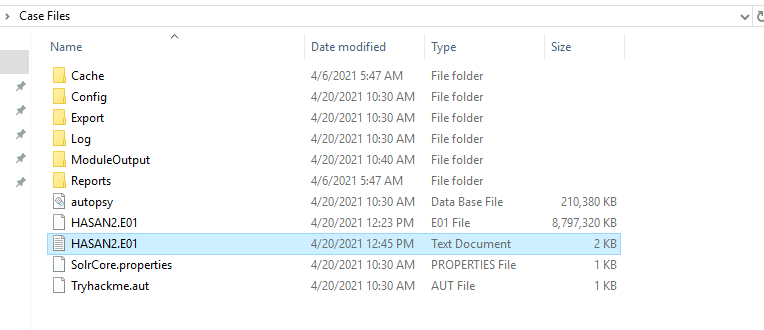 Case Files
Name Date modified Type Size
Cache 4/6/2021 5:47 AM File folder
Config 4/20/2021 10:30 AM File folder
Export 4/20/2021 10:30 AM File folder
Log 4/20/2021 10:30 AM File folder
ModuleOutput 4/20/2021 10:40 AM File folder
Reports 4/6/2021 5:47 AM File folder
autopsy 4/20/2021 10:30 AM Data Base File 210,380 KB
HASAN2.E01 4/20/2021 12:23 PM E01 File 8,797,320 KB
HASAN2.E01 4/20/2021 12:45 PM Text Document 2 KB
SolrCore.properties 4/20/2021 10:30 AM PROPERTIES File 1 KB
Tryhackme.aut 4/20/2021 10:30 AM AUT File 1 KB